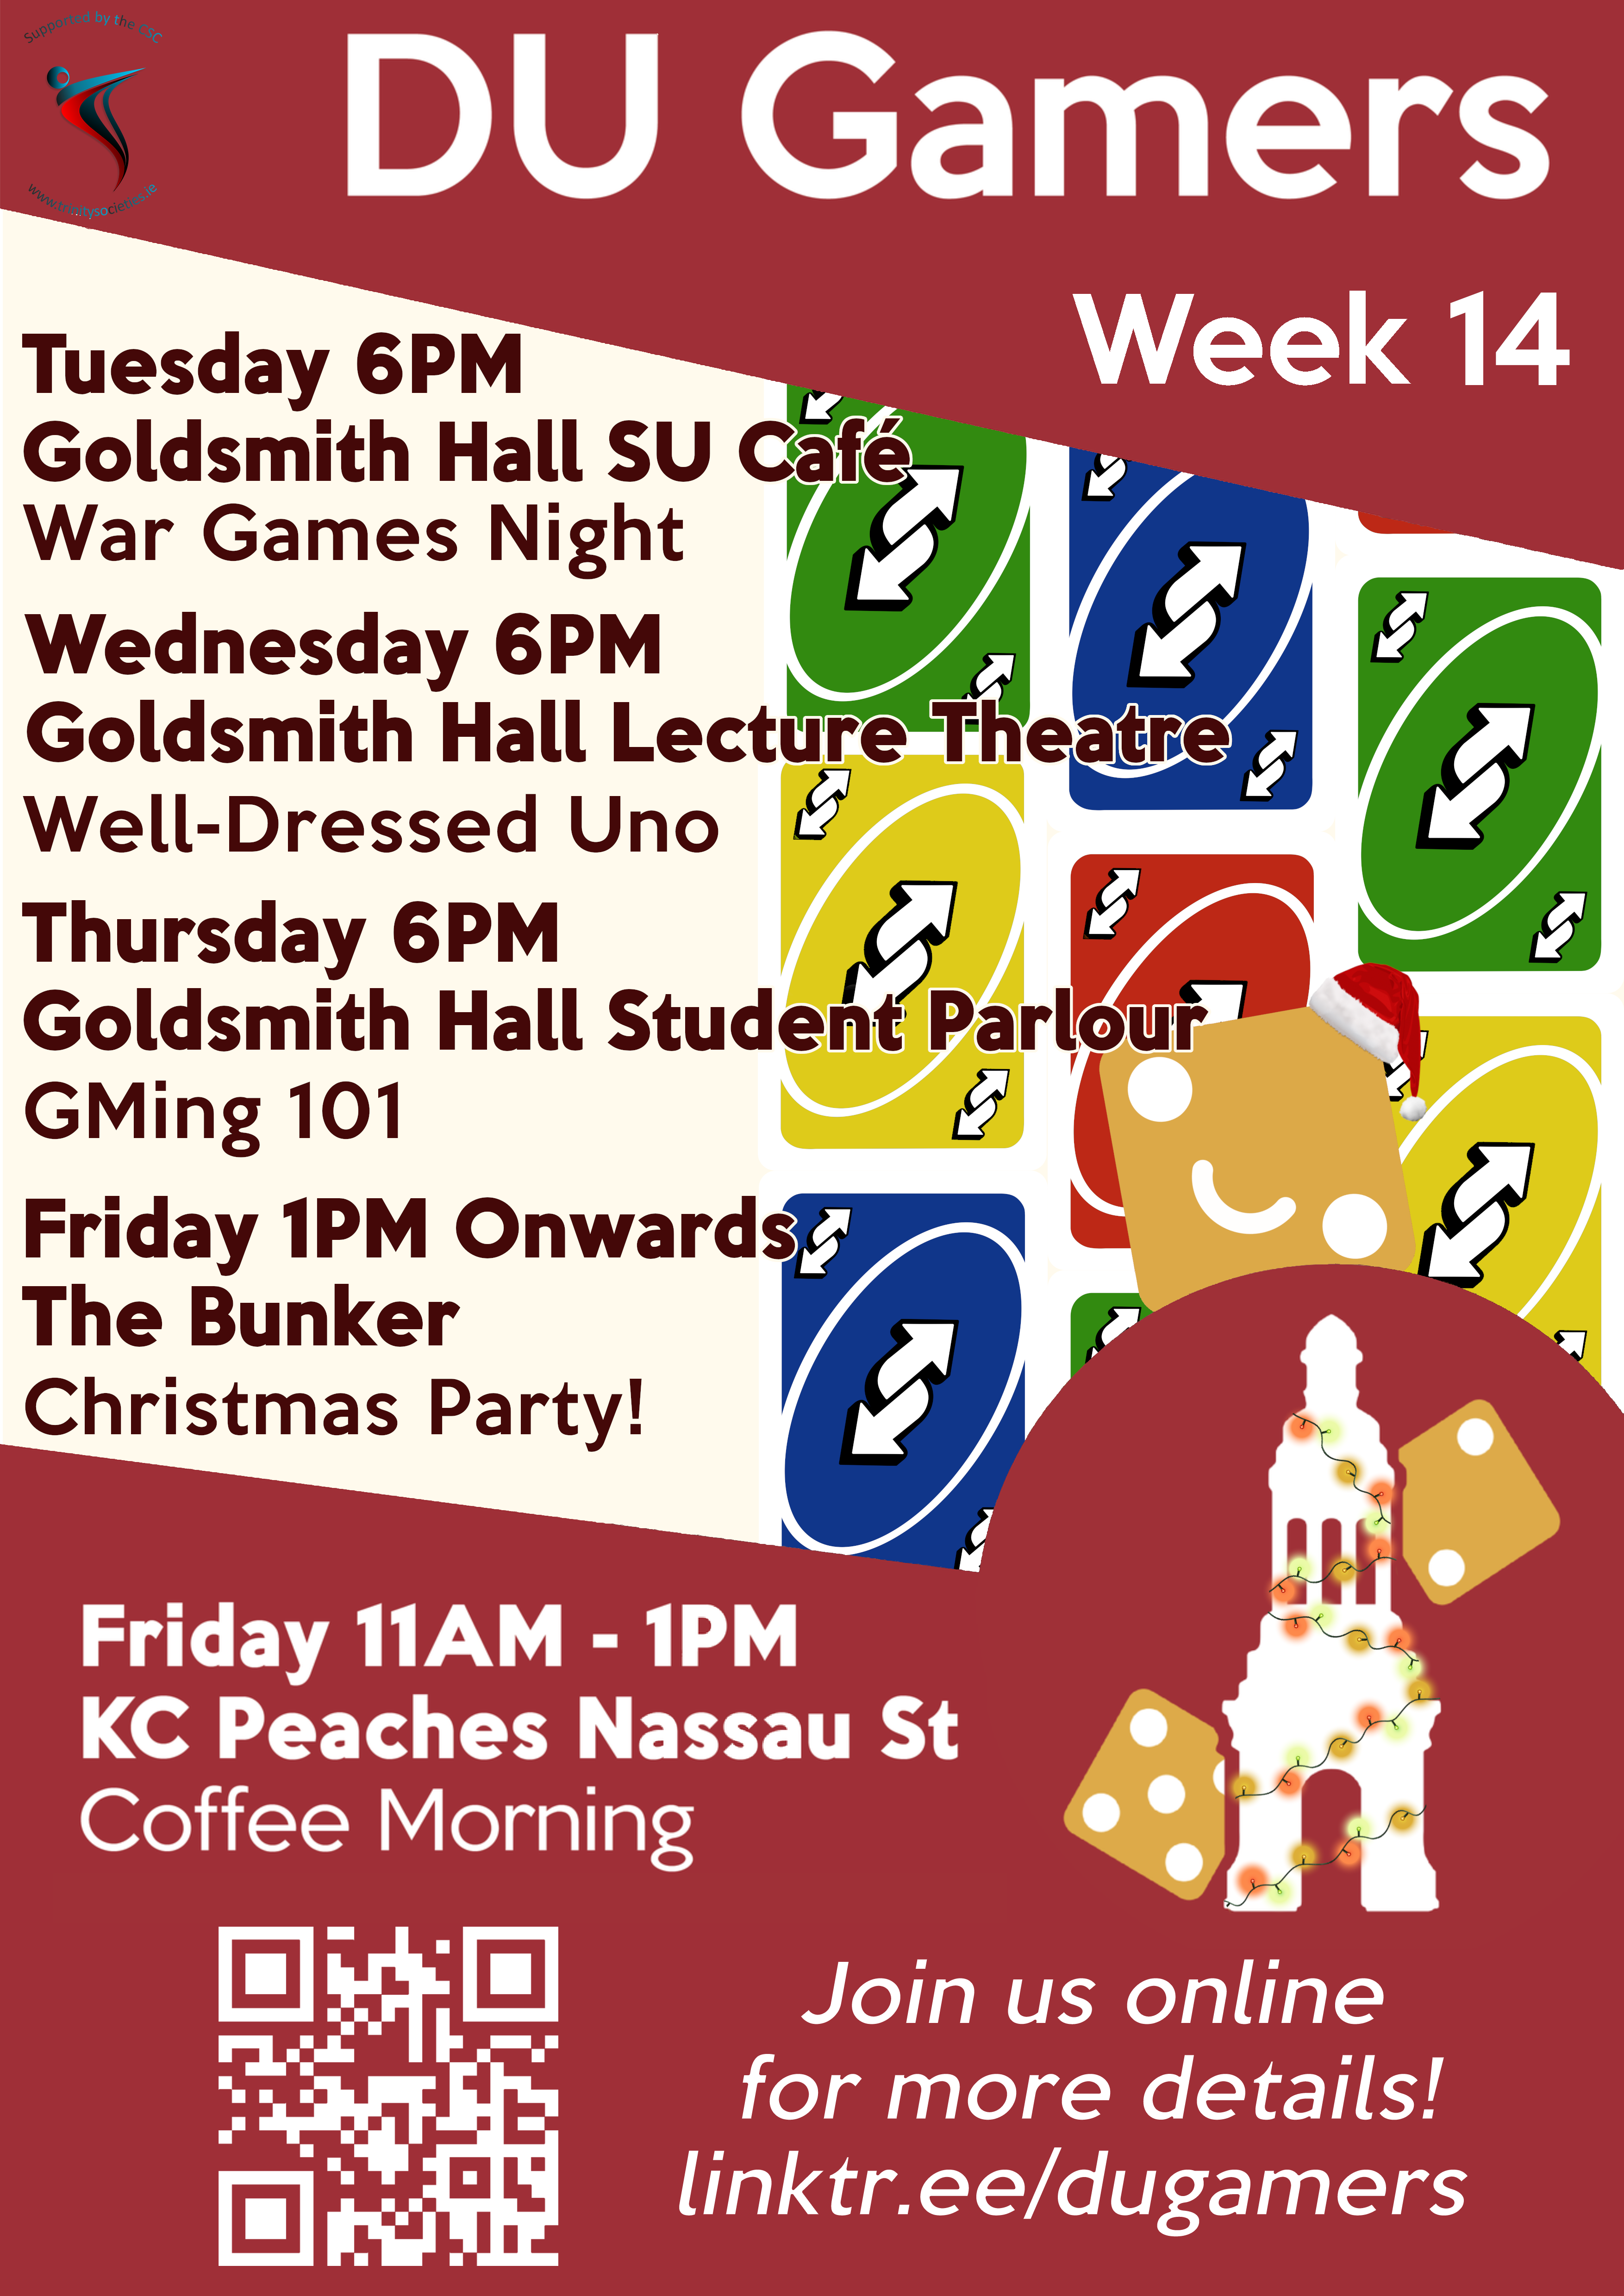 Supported by the CSC
www.trinitysocieties.ie
DU Gamers
Week 14
Tuesday 6PM
Goldsmith Hall SU Café
War Games Night
Wednesday 6PM
Goldsmith Hall Lecture Theatre
Well-Dressed Uno
Thursday 6PM
Goldsmith Hall Student Parlour
GMing 101
Friday 1PM Onwards
The Bunker
Christmas Party!
Friday 11AM - 1PM
KC Peaches Nassau St
Coffee Morning
Join us online
for more details!
linktr.ee/dugamers